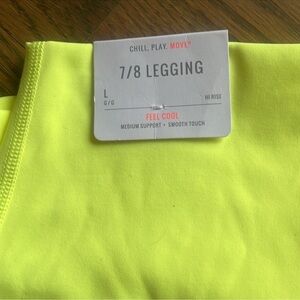 CHILL. PLAY. MOVE.®
7/8 LEGGING
L
G/G
HI RISE
FEEL COOL
MEDIUM SUPPORT • SMOOTH TOUCH